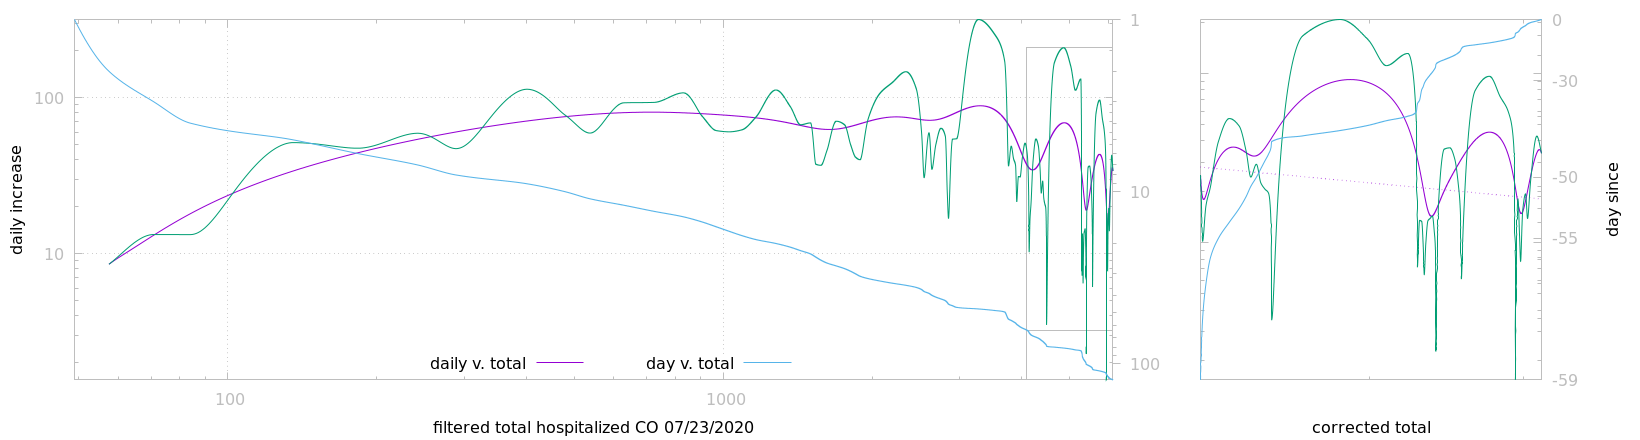 1
0
100
-30
daily increase
-50
day since
10
10
-55
daily v. total
day v. total
100
-59
100
1000
filtered total hospitalized CO 07/23/2020
corrected total